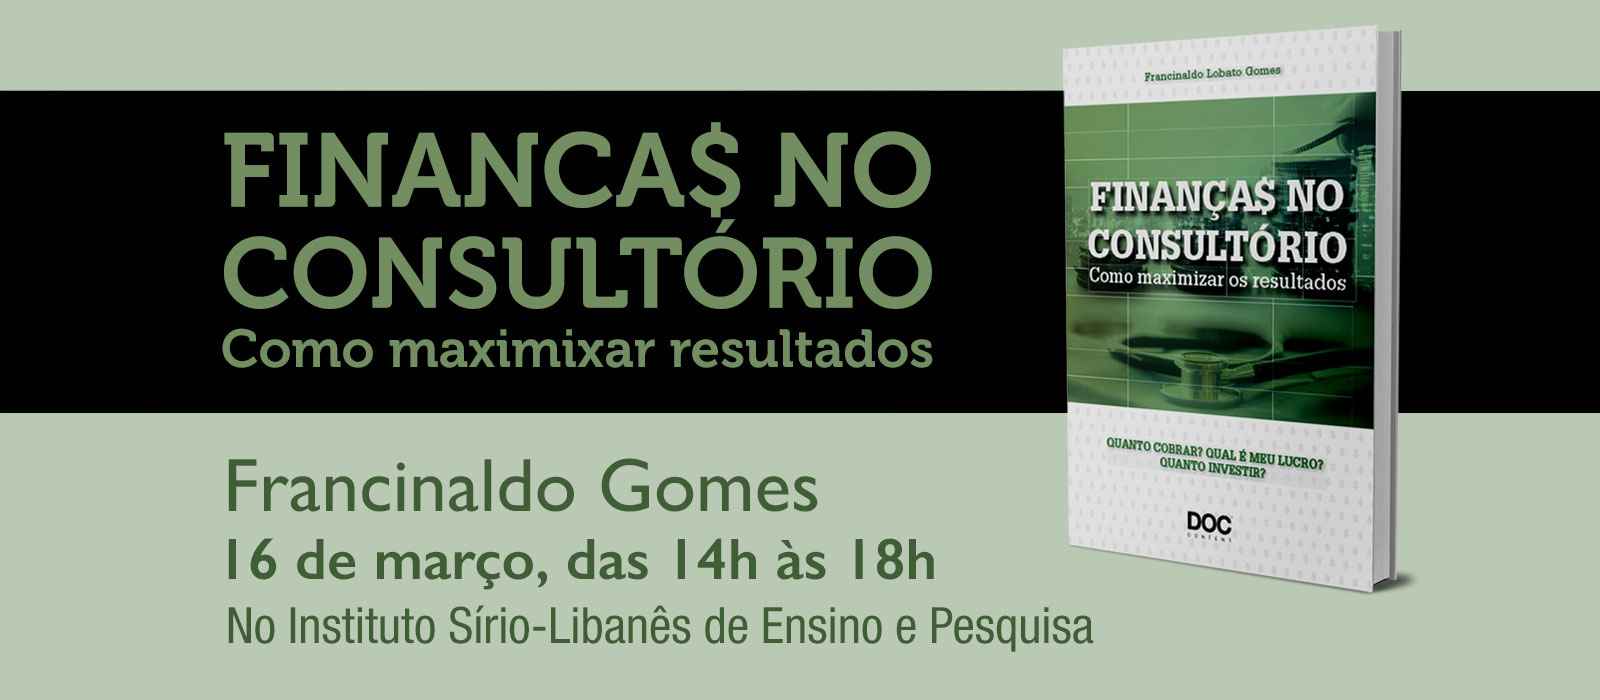 FINANCA$ NO
CONSULTÓRIO
Como maximixar resultados
Francinaldo Gomes
16 de março, das 14h às 18h
No Instituto Sírio-Libanês de Ensino e Pesquisa
Francinaldo Lobato Gomes
FINANÇA$ NO
CONSULTÓRIO
Como maximizar os resultados
QUANTO COBRAR? QUAL É MEU LUCRO?
QUANTO INVESTIR?
DOC
CONTENT